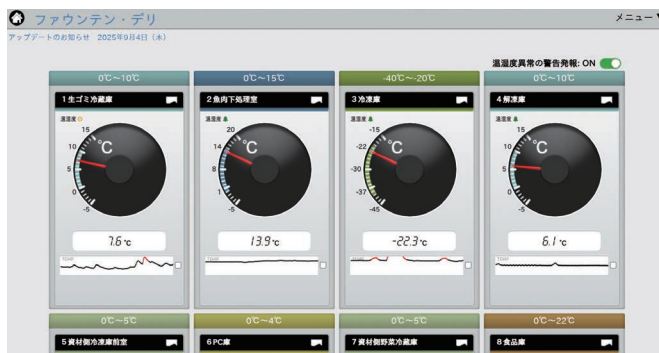 ファウンテン・デリ
メニュー
アップデートのお知らせ 2025年9月4日（木）
温湿度異常の警告発報: ON
0℃～10℃
0℃～15℃
-40℃～-20℃
0℃～10℃
1 生ゴミ冷蔵庫
2 魚肉下処理室
3 冷凍庫
4 解凍庫
温湿度
温湿度
温湿度
温湿度
15 10 5 0 -5 ℃
20 14 8 1 -5 ℃
-15 -22 -30 -37 -45 ℃
15 10 5 0 -5 ℃
7.6 ℃
13.9 ℃
-22.3 ℃
6.1 ℃
TEMP
TEMP
TEMP
TEMP
0℃～5℃
0℃～4℃
0℃～5℃
0℃～22℃
5 資材側冷凍庫前室
6 PC庫
7 資材側野菜冷蔵庫
8 食品庫